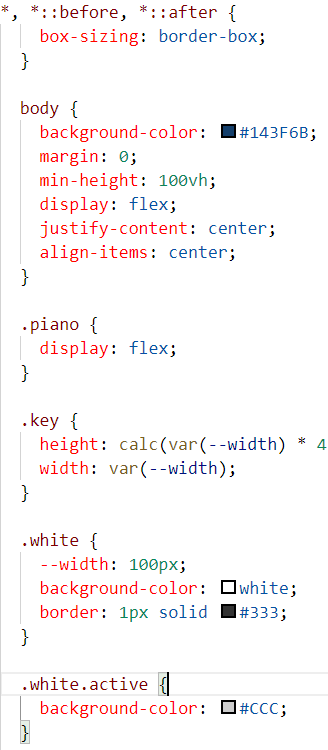 *, *::before, *::after {
box-sizing: border-box;
}
body {
background-color: #143F6B;
margin: 0;
min-height: 100vh;
display: flex;
justify-content: center;
align-items: center;
}
.piano {
display: flex;
}
.key {
height: calc(var(--width) * 4
width: var(--width);
}
.white {
--width: 100px;
background-color: white;
border: 1px solid #333;
}
.white.active {
background-color: #CCC;
}